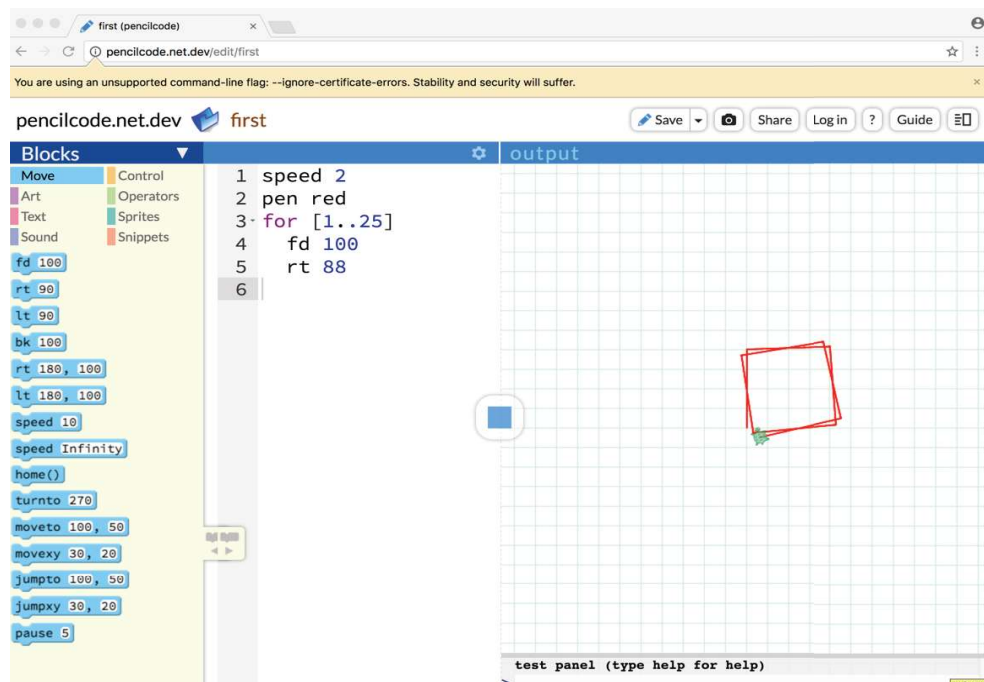 first (pencilcode)
pencilcode.net.dev/edit/first
You are using an unsupported command-line flag: --ignore-certificate-errors. Stability and security will suffer.
pencilcode.net.dev first
Save Share Log in ? Guide
Blocks
output
Move Control
Art Operators
Text Sprites
Sound Snippets
fd 100
rt 90
lt 90
bk 100
rt 180, 100
lt 180, 100
speed 10
speed Infinity
home()
turnto 270
moveto 100, 50
movexy 30, 20
jumpto 100, 50
jumpxy 30, 20
pause 5
1 speed 2
2 pen red
3 for [1..25]
4 fd 100
5 rt 88
6
test panel (type help for help)
>